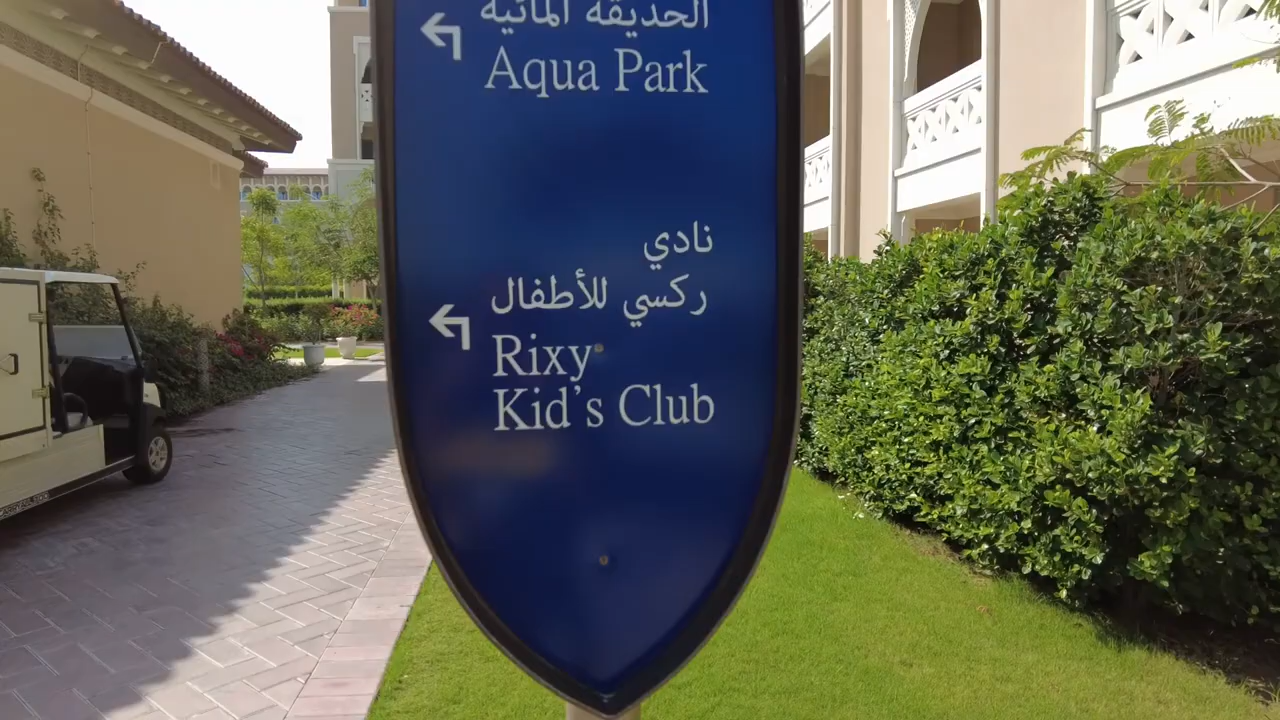 الحديقة المائية
Aqua Park
نادي
ركسي للأطفال
Rixy
Kid's Club